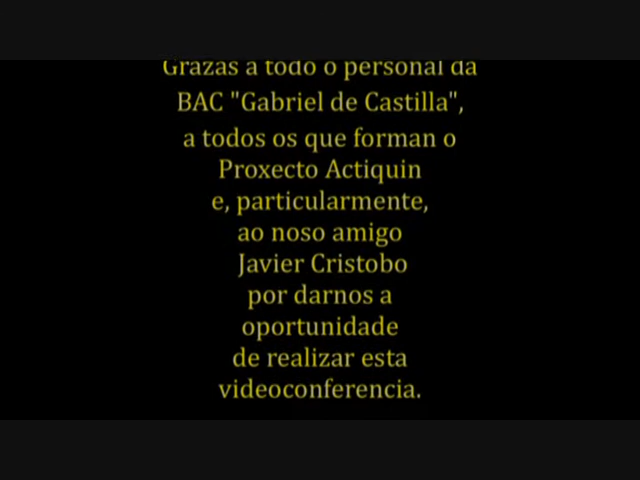 Grazas a todo o personal da
BAC "Gabriel de Castilla",
a todos os que forman o
Proxecto Actiquin
e, particularmente,
ao noso amigo
Javier Cristobo
por darnos a
oportunidade
de realizar esta
videoconferencia.